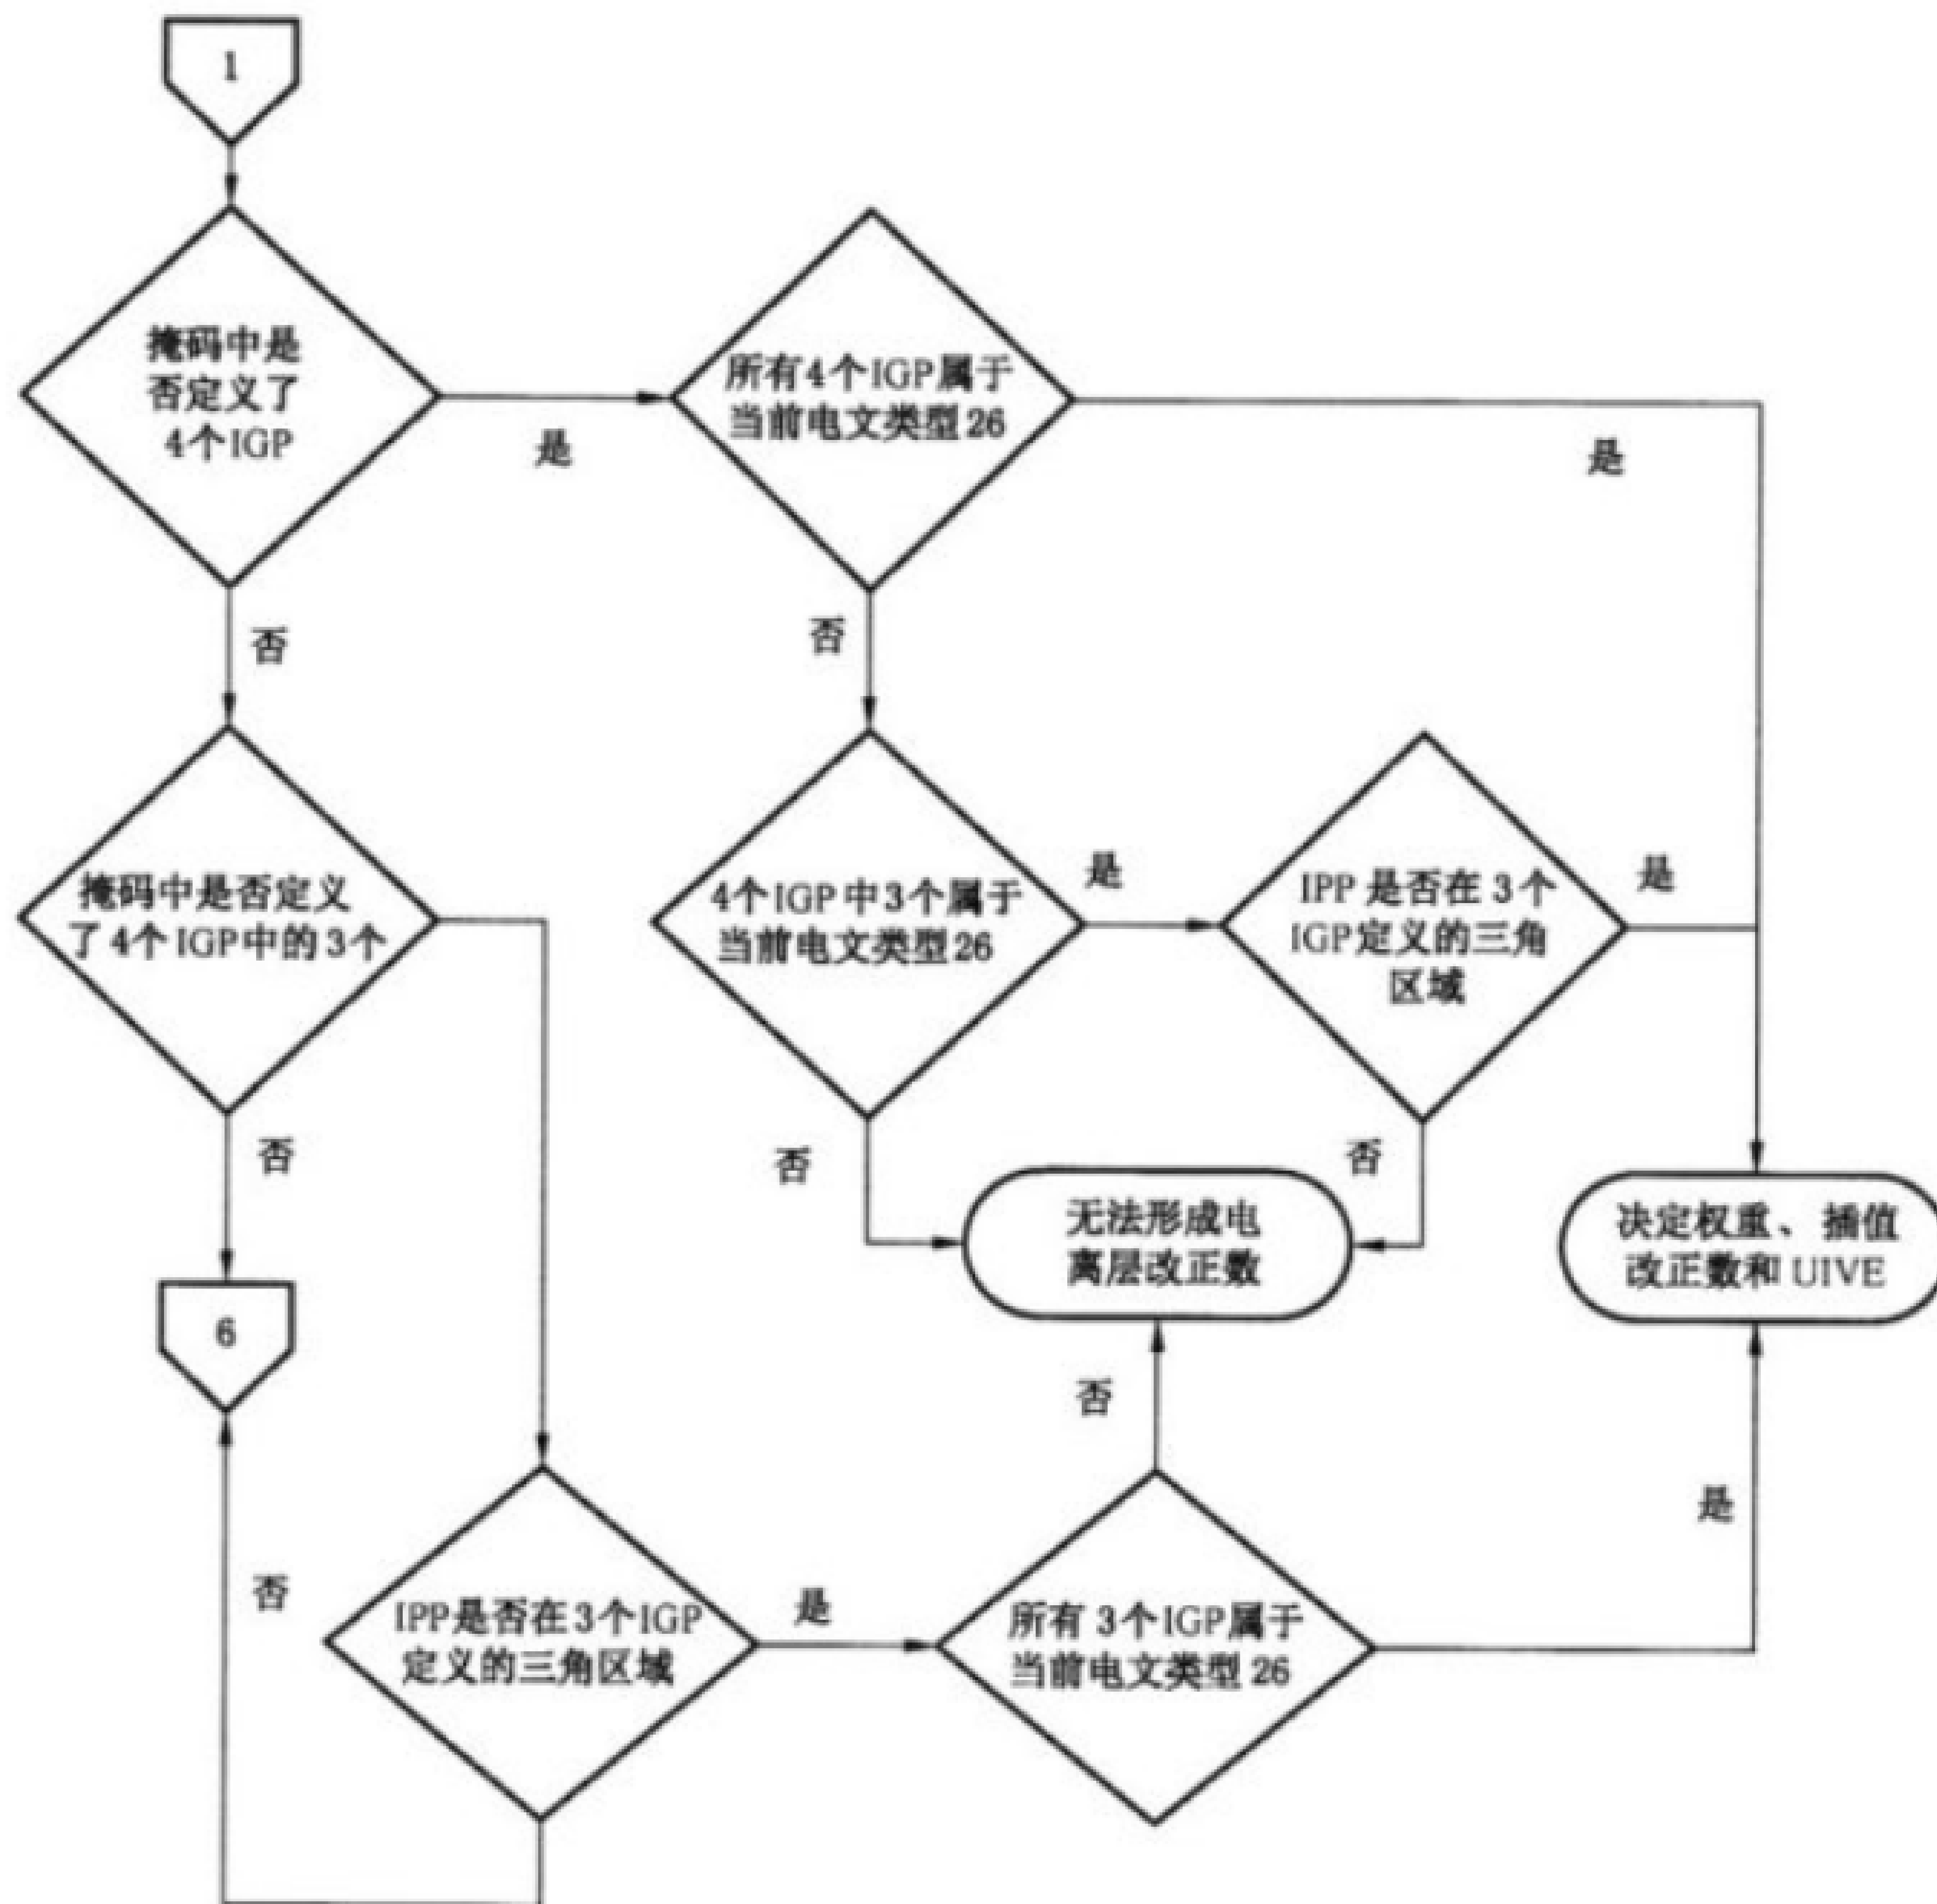 1
掩码中是
否定义了
4个IGP
是
所有4个IGP属于
当前电文类型26
是
否
否
掩码中是否定义
了4个IGP中的3个
4个IGP中3个属于
当前电文类型26
是
IPP是否在3个
IGP定义的三角
区域
是
否
否
否
无法形成电
离层改正数
决定权重、插值
改正数和UIVE
6
否
是
否
IPP是否在3个IGP
定义的三角区域
是
所有3个IGP属于
当前电文类型26